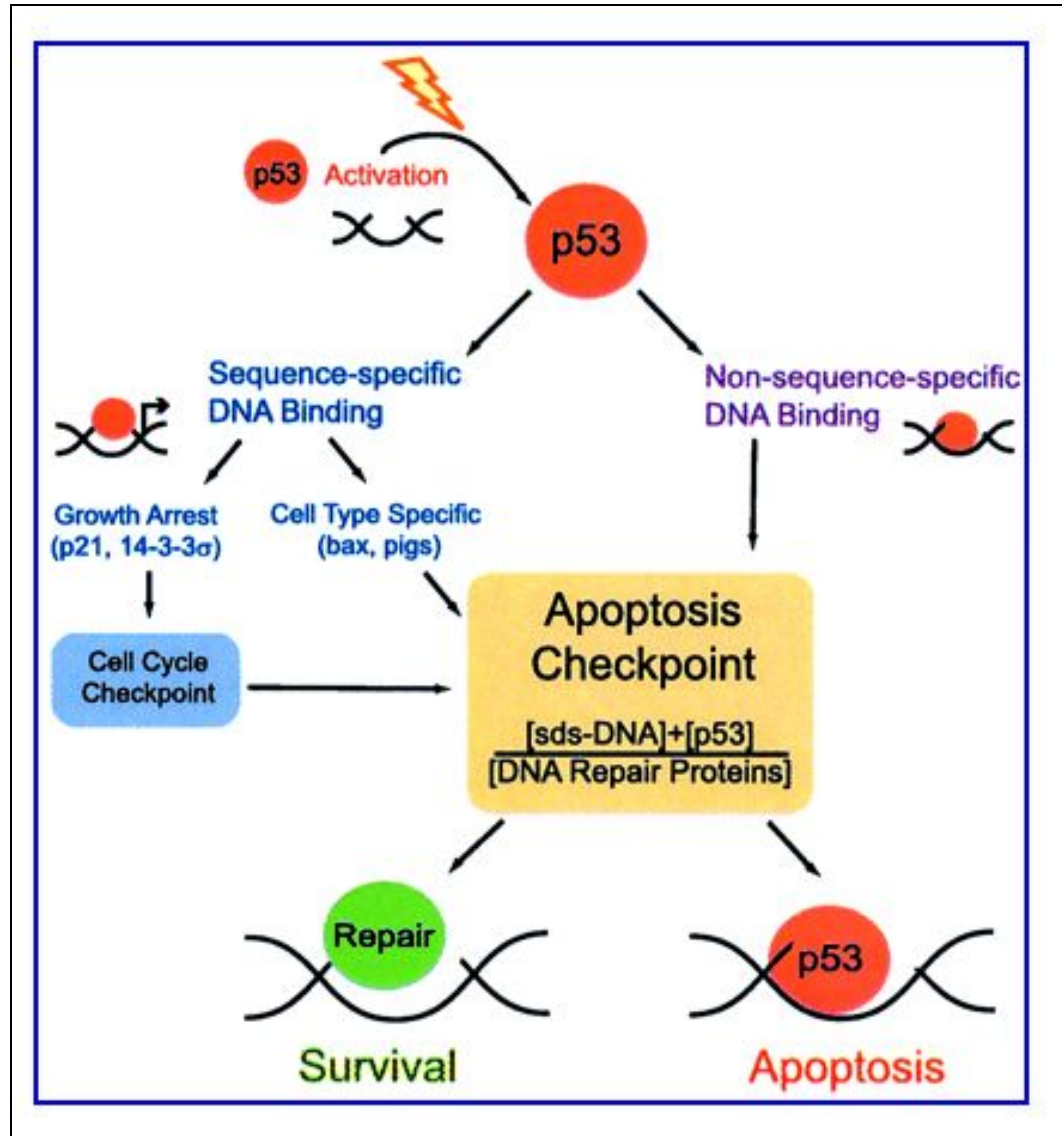 p53 Activation
p53
Sequence-specific
DNA Binding
Non-sequence-specific
DNA Binding
Growth Arrest
(p21, 14-3-3σ)
Cell Type Specific
(bax, pigs)
Cell Cycle
Checkpoint
Apoptosis
Checkpoint
[sds-DNA]+[p53]
[DNA Repair Proteins]
Repair
p53
Survival
Apoptosis